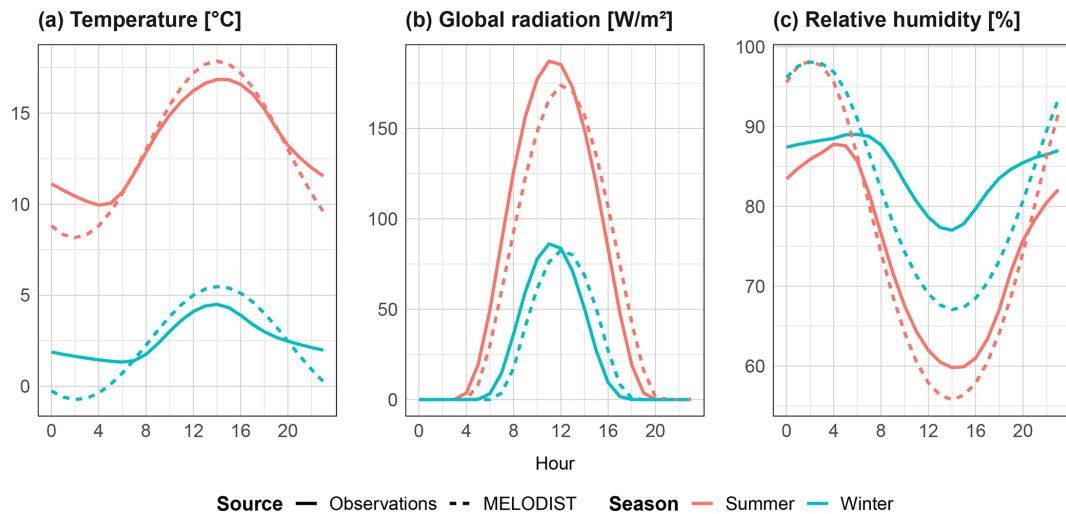 (a) Temperature [°C] (b) Global radiation [W/m²] (c) Relative humidity [%]
15
10
5
0
0 4 8 12 16 20
150
100
50
0
0 4 8 12 16 20
100
90
80
70
60
0 4 8 12 16 20
Hour
Source Observations MELODIST Season Summer Winter